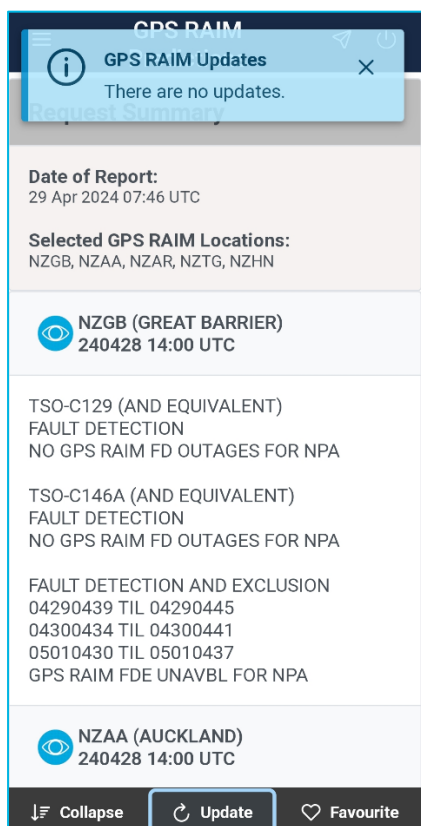 GPS RAIM
GPS RAIM Updates
There are no updates.
Request Summary
Date of Report:
29 Apr 2024 07:46 UTC
Selected GPS RAIM Locations:
NZGB, NZAA, NZAR, NZTG, NZHN
NZGB (GREAT BARRIER)
240428 14:00 UTC
TSO-C129 (AND EQUIVALENT)
FAULT DETECTION
NO GPS RAIM FD OUTAGES FOR NPA
TSO-C146A (AND EQUIVALENT)
FAULT DETECTION
NO GPS RAIM FD OUTAGES FOR NPA
FAULT DETECTION AND EXCLUSION
04290439 TIL 04290445
04300434 TIL 04300441
05010430 TIL 05010437
GPS RAIM FDE UNAVBL FOR NPA
NZAA (AUCKLAND)
240428 14:00 UTC
Collapse Update Favourite